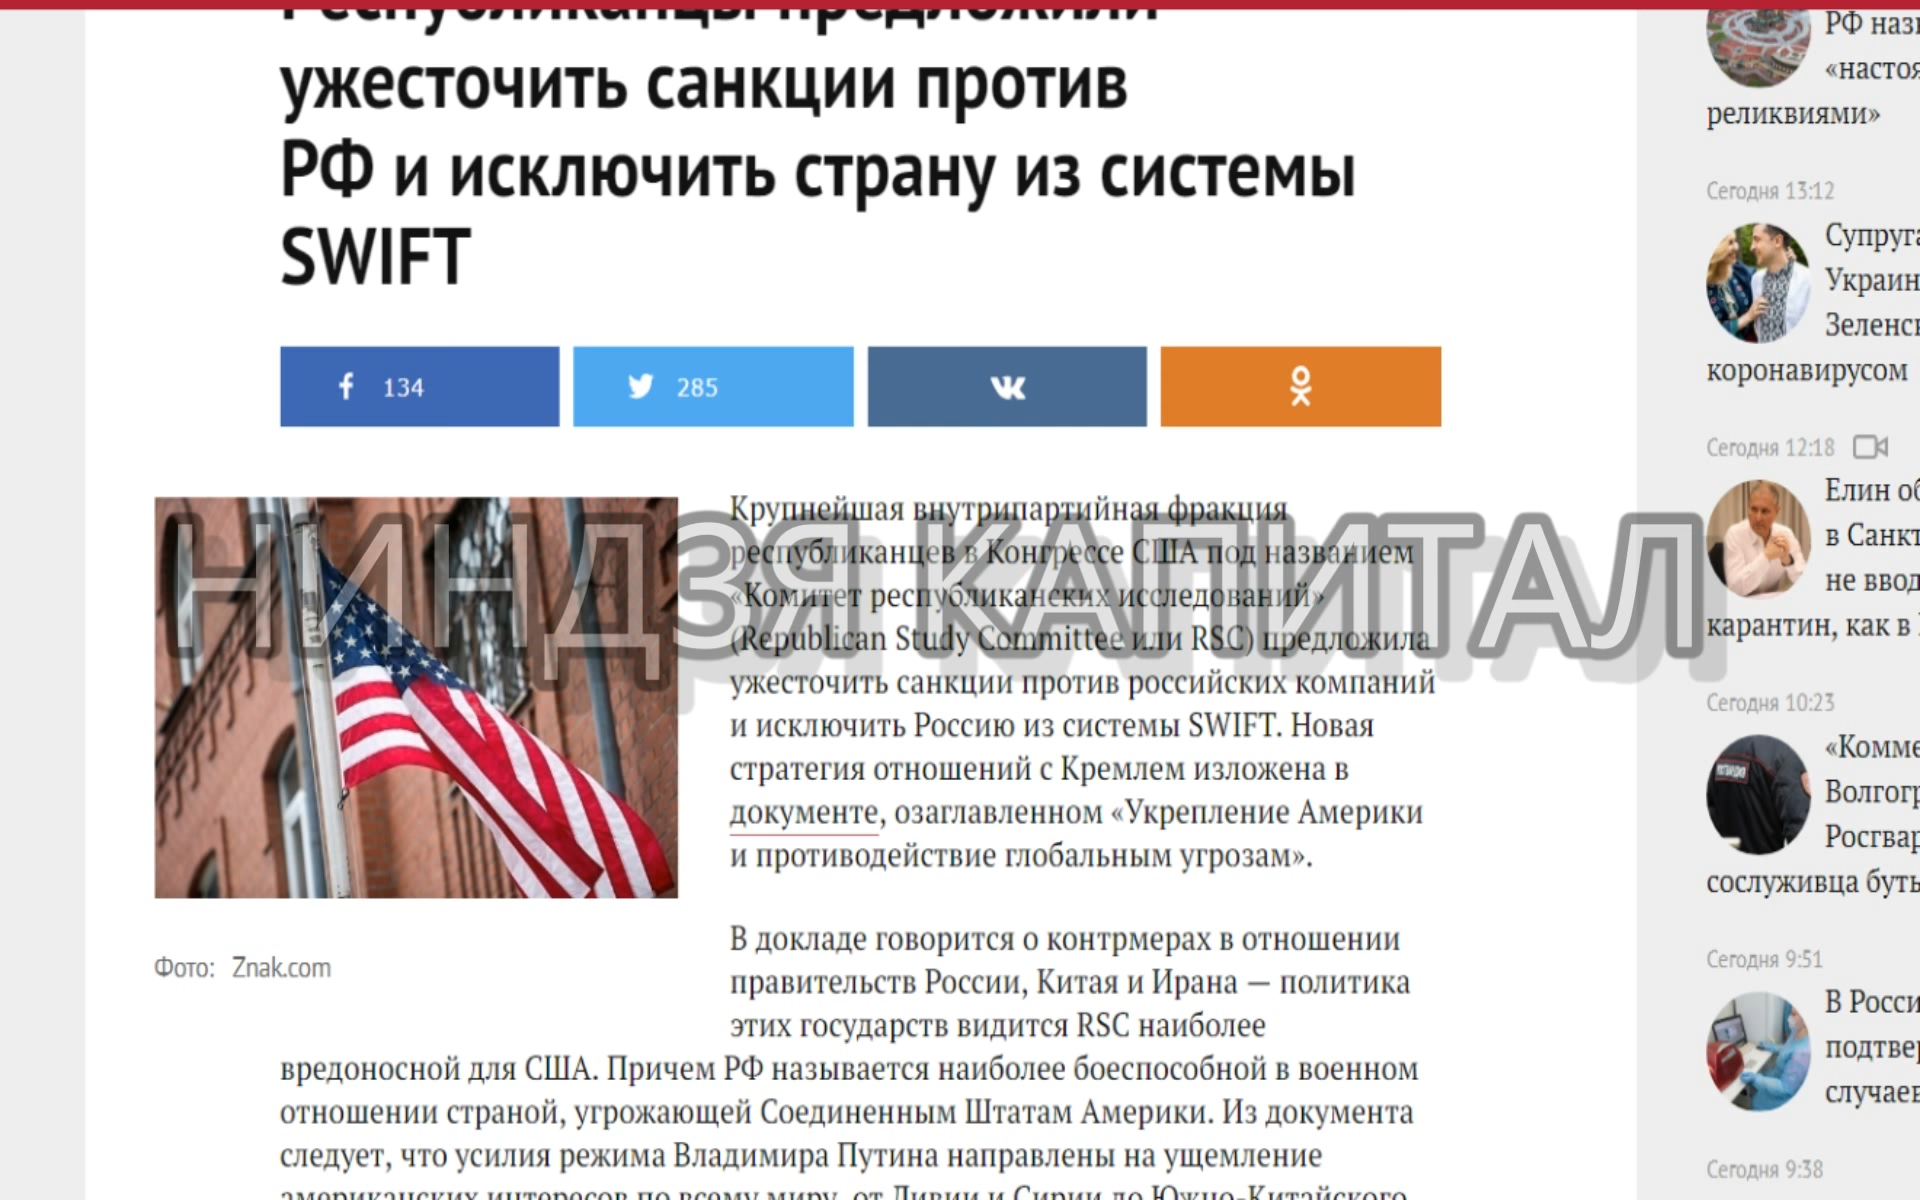 Республиканцы предложили
ужесточить санкции против
РФ и исключить страну из системы
SWIFT
134
285
Крупнейшая внутрипартийная фракция
республиканцев в Конгрессе США под названием
«Комитет республиканских исследований»
(Republican Study Committee или RSC) предложила
ужесточить санкции против российских компаний
и исключить Россию из системы SWIFT. Новая
стратегия отношений с Кремлем изложена в
документе, озаглавленном «Укрепление Америки
и противодействие глобальным угрозам».
НИНДЗЯ КАПИТАЛ
Фото: Znak.com
В докладе говорится о контрмерах в отношении
правительств России, Китая и Ирана — политика
этих государств видится RSC наиболее
вредоносной для США. Причем РФ называется наиболее боеспособной в военном
отношении страной, угрожающей Соединенным Штатам Америки. Из документа
следует, что усилия режима Владимира Путина направлены на ущемление
американских интересов по всему миру, от Ливии и Сирии до Южно-Китайского
РФ
«настоя
реликвиями»
Сегодня 13:12
Супруга
Украин
Зеленск
коронавирусом
Сегодня 12:18
Елин об
в Санкт
не ввод
карантин, как в
Сегодня 10:23
«Комме
Волгогр
Росгвар
сослуживца буть
Сегодня 9:51
В Росси
подтвер
случаев
Сегодня 9:38